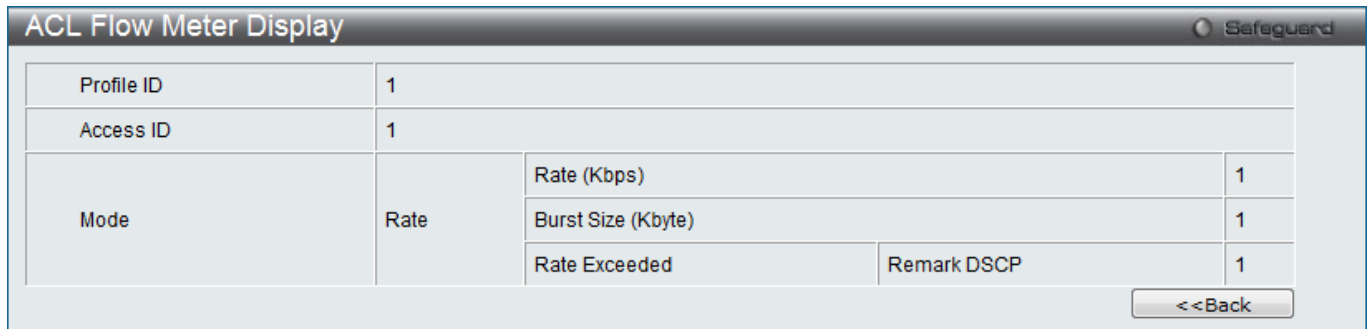 ACL Flow Meter Display
Safeguard
Profile ID 1
Access ID 1
Mode Rate Rate (Kbps) 1
Burst Size (Kbyte) 1
Rate Exceeded Remark DSCP 1
<<Back